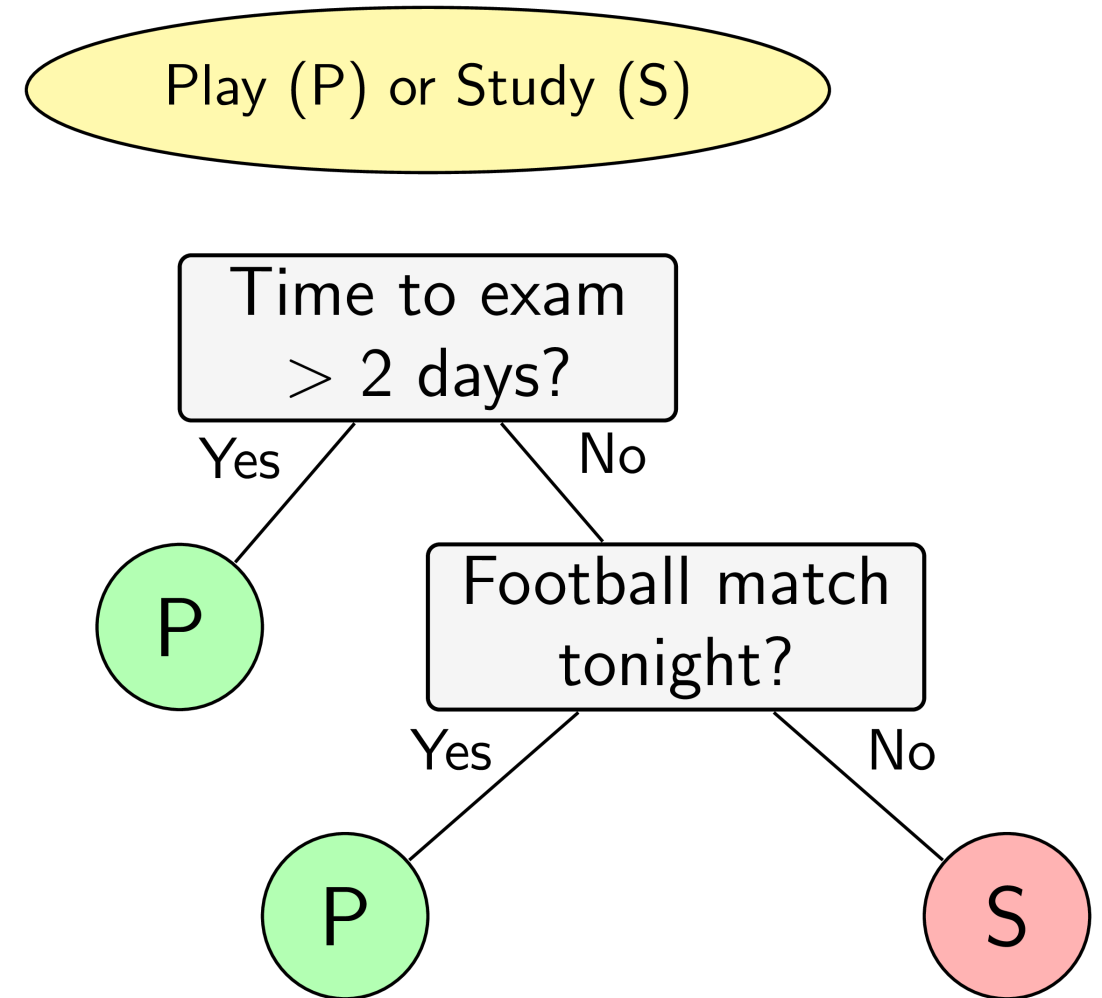 Play (P) or Study (S)
Time to exam
> 2 days?
Yes
No
P
Football match
tonight?
Yes
No
P
S